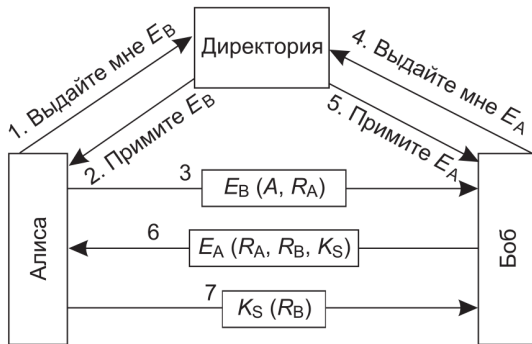 Директория
1. Выдайте мне E_B
2. Примите E_B
4. Выдайте мне E_A
5. Примите E_A
3
E_B (A, R_A)
6
E_A (R_A, R_B, K_S)
7
K_S (R_B)
Алиса
Боб